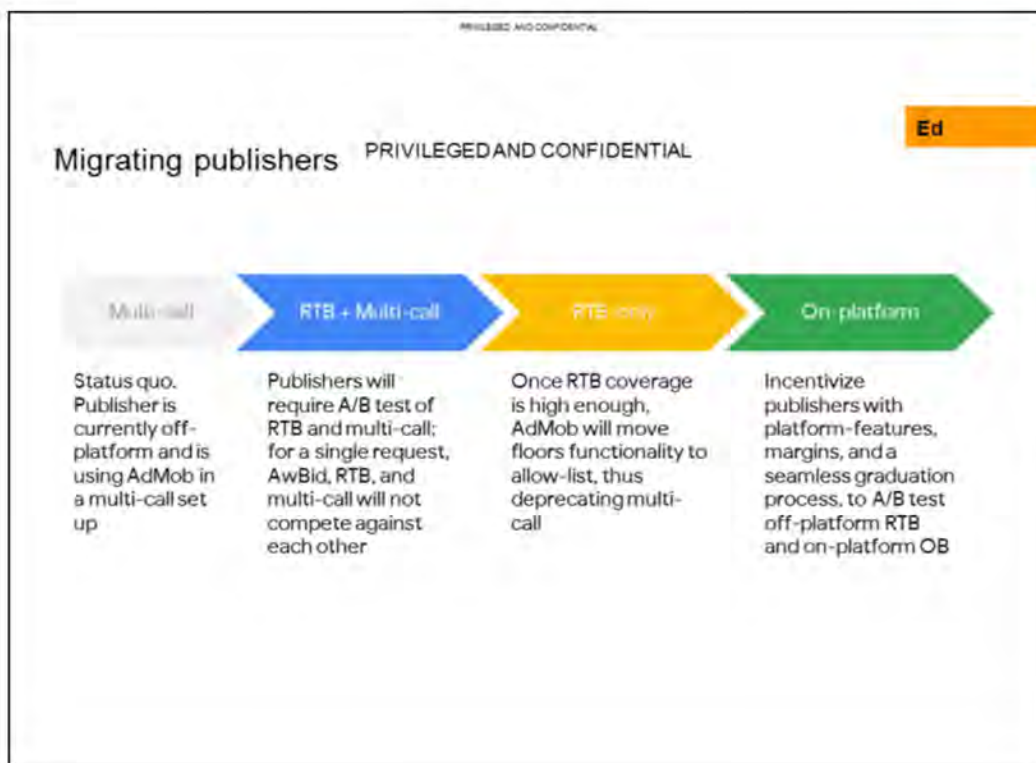 PRIVILEGED AND CONFIDENTIAL
Ed
Migrating publishers
PRIVILEGED AND CONFIDENTIAL
Multi-call
RTB + Multi-call
RTB-only
On-platform
Status quo.
Publisher is
currently off-
platform and is
using AdMob in
a multi-call set
up
Publishers will
require A/B test of
RTB and multi-call;
for a single request,
AwBid, RTB, and
multi-call will not
compete against
each other
Once RTB coverage
is high enough,
AdMob will move
floors functionality to
allow-list, thus
deprecating multi-
call
Incentivize
publishers with
platform-features,
margins, and a
seamless graduation
process, to A/B test
off-platform RTB
and on-platform OB